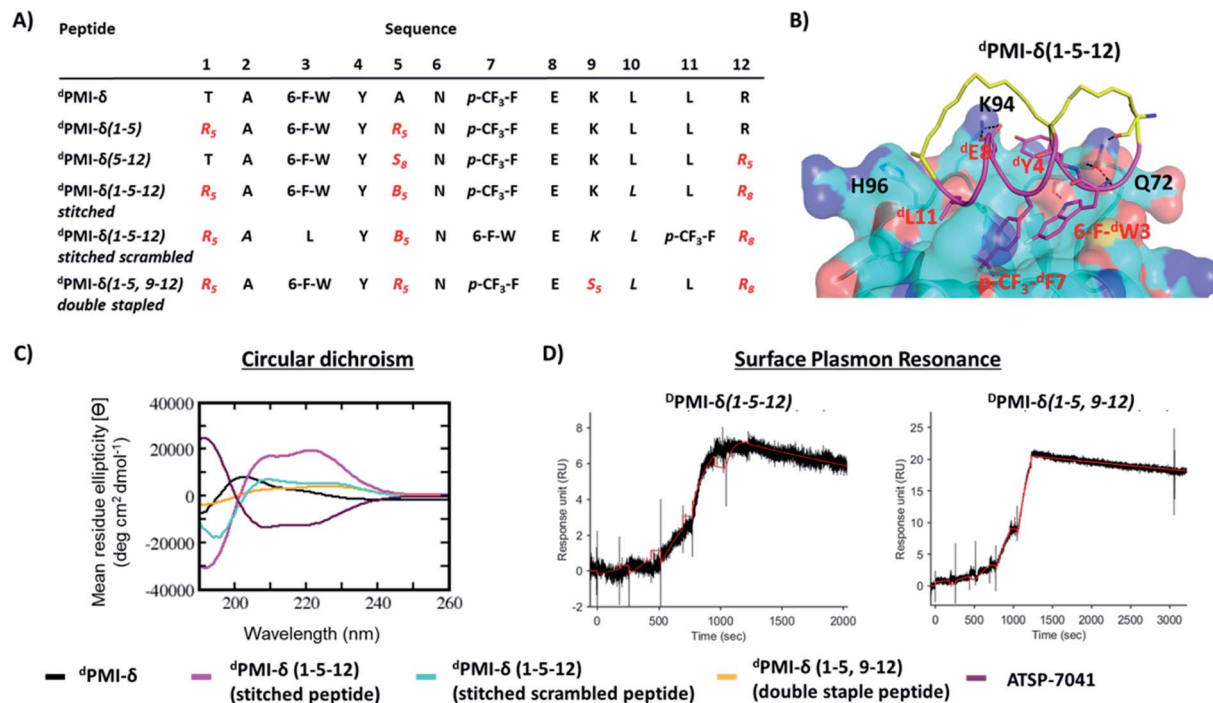 A)
Peptide Sequence
1 2 3 4 5 6 7 8 9 10 11 12
ᵈPMI-δ T A 6-F-W Y A N p-CF₃-F E K L L R
ᵈPMI-δ(1-5) R₅ A 6-F-W Y R₅ N p-CF₃-F E K L L R
ᵈPMI-δ(5-12) T A 6-F-W Y S₈ N p-CF₃-F E K L L R₅
ᵈPMI-δ(1-5-12) R₅ A 6-F-W Y B₅ N p-CF₃-F E K L L R₈
stitched
ᵈPMI-δ(1-5-12) R₅ A L Y B₅ N 6-F-W E K L p-CF₃-F R₈
stitched scrambled
ᵈPMI-δ(1-5, 9-12) R₅ A 6-F-W Y R₅ N p-CF₃-F E S₅ L L R₈
double stapled
B)
ᵈPMI-δ(1-5-12)
K94
ᵈE8
ᵈY4
H96
Q72
ᵈL11
6-F-ᵈW3
p-CF₃-ᵈF7
C)
Circular dichroism
Mean residue ellipticity [Θ]
(deg cm² dmol⁻¹)
40000
20000
0
-20000
-40000
200 220 240 260
Wavelength (nm)
D)
Surface Plasmon Resonance
ᴰPMI-δ(1-5-12)
Response unit (RU)
8
6
4
2
0
-2
0 500 1000 1500 2000
Time (sec)
ᴰPMI-δ(1-5, 9-12)
Response unit (RU)
25
20
15
10
5
0
0 500 1000 1500 2000 2500 3000
Time (sec)
ᵈPMI-δ
ᵈPMI-δ (1-5-12)
(stitched peptide)
ᵈPMI-δ (1-5-12)
(stitched scrambled peptide)
ᵈPMI-δ (1-5, 9-12)
(double staple peptide)
ATSP-7041